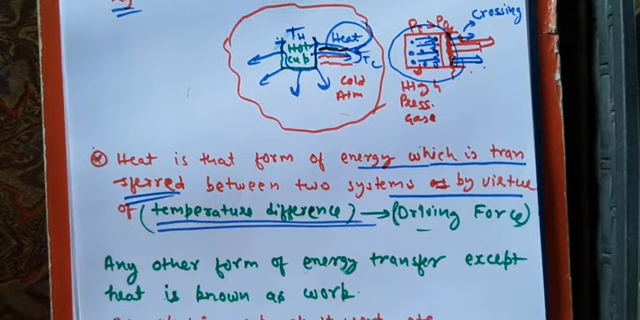 TH
Hot
cub
Heat
TC
Cold
Atm
crossing
High
Press.
Gase
Heat is that form of energy which is tran
sferred between two systems by virtue
of (temperature difference) → (Driving Force)
Any other form of energy transfer except
heat is known as work.